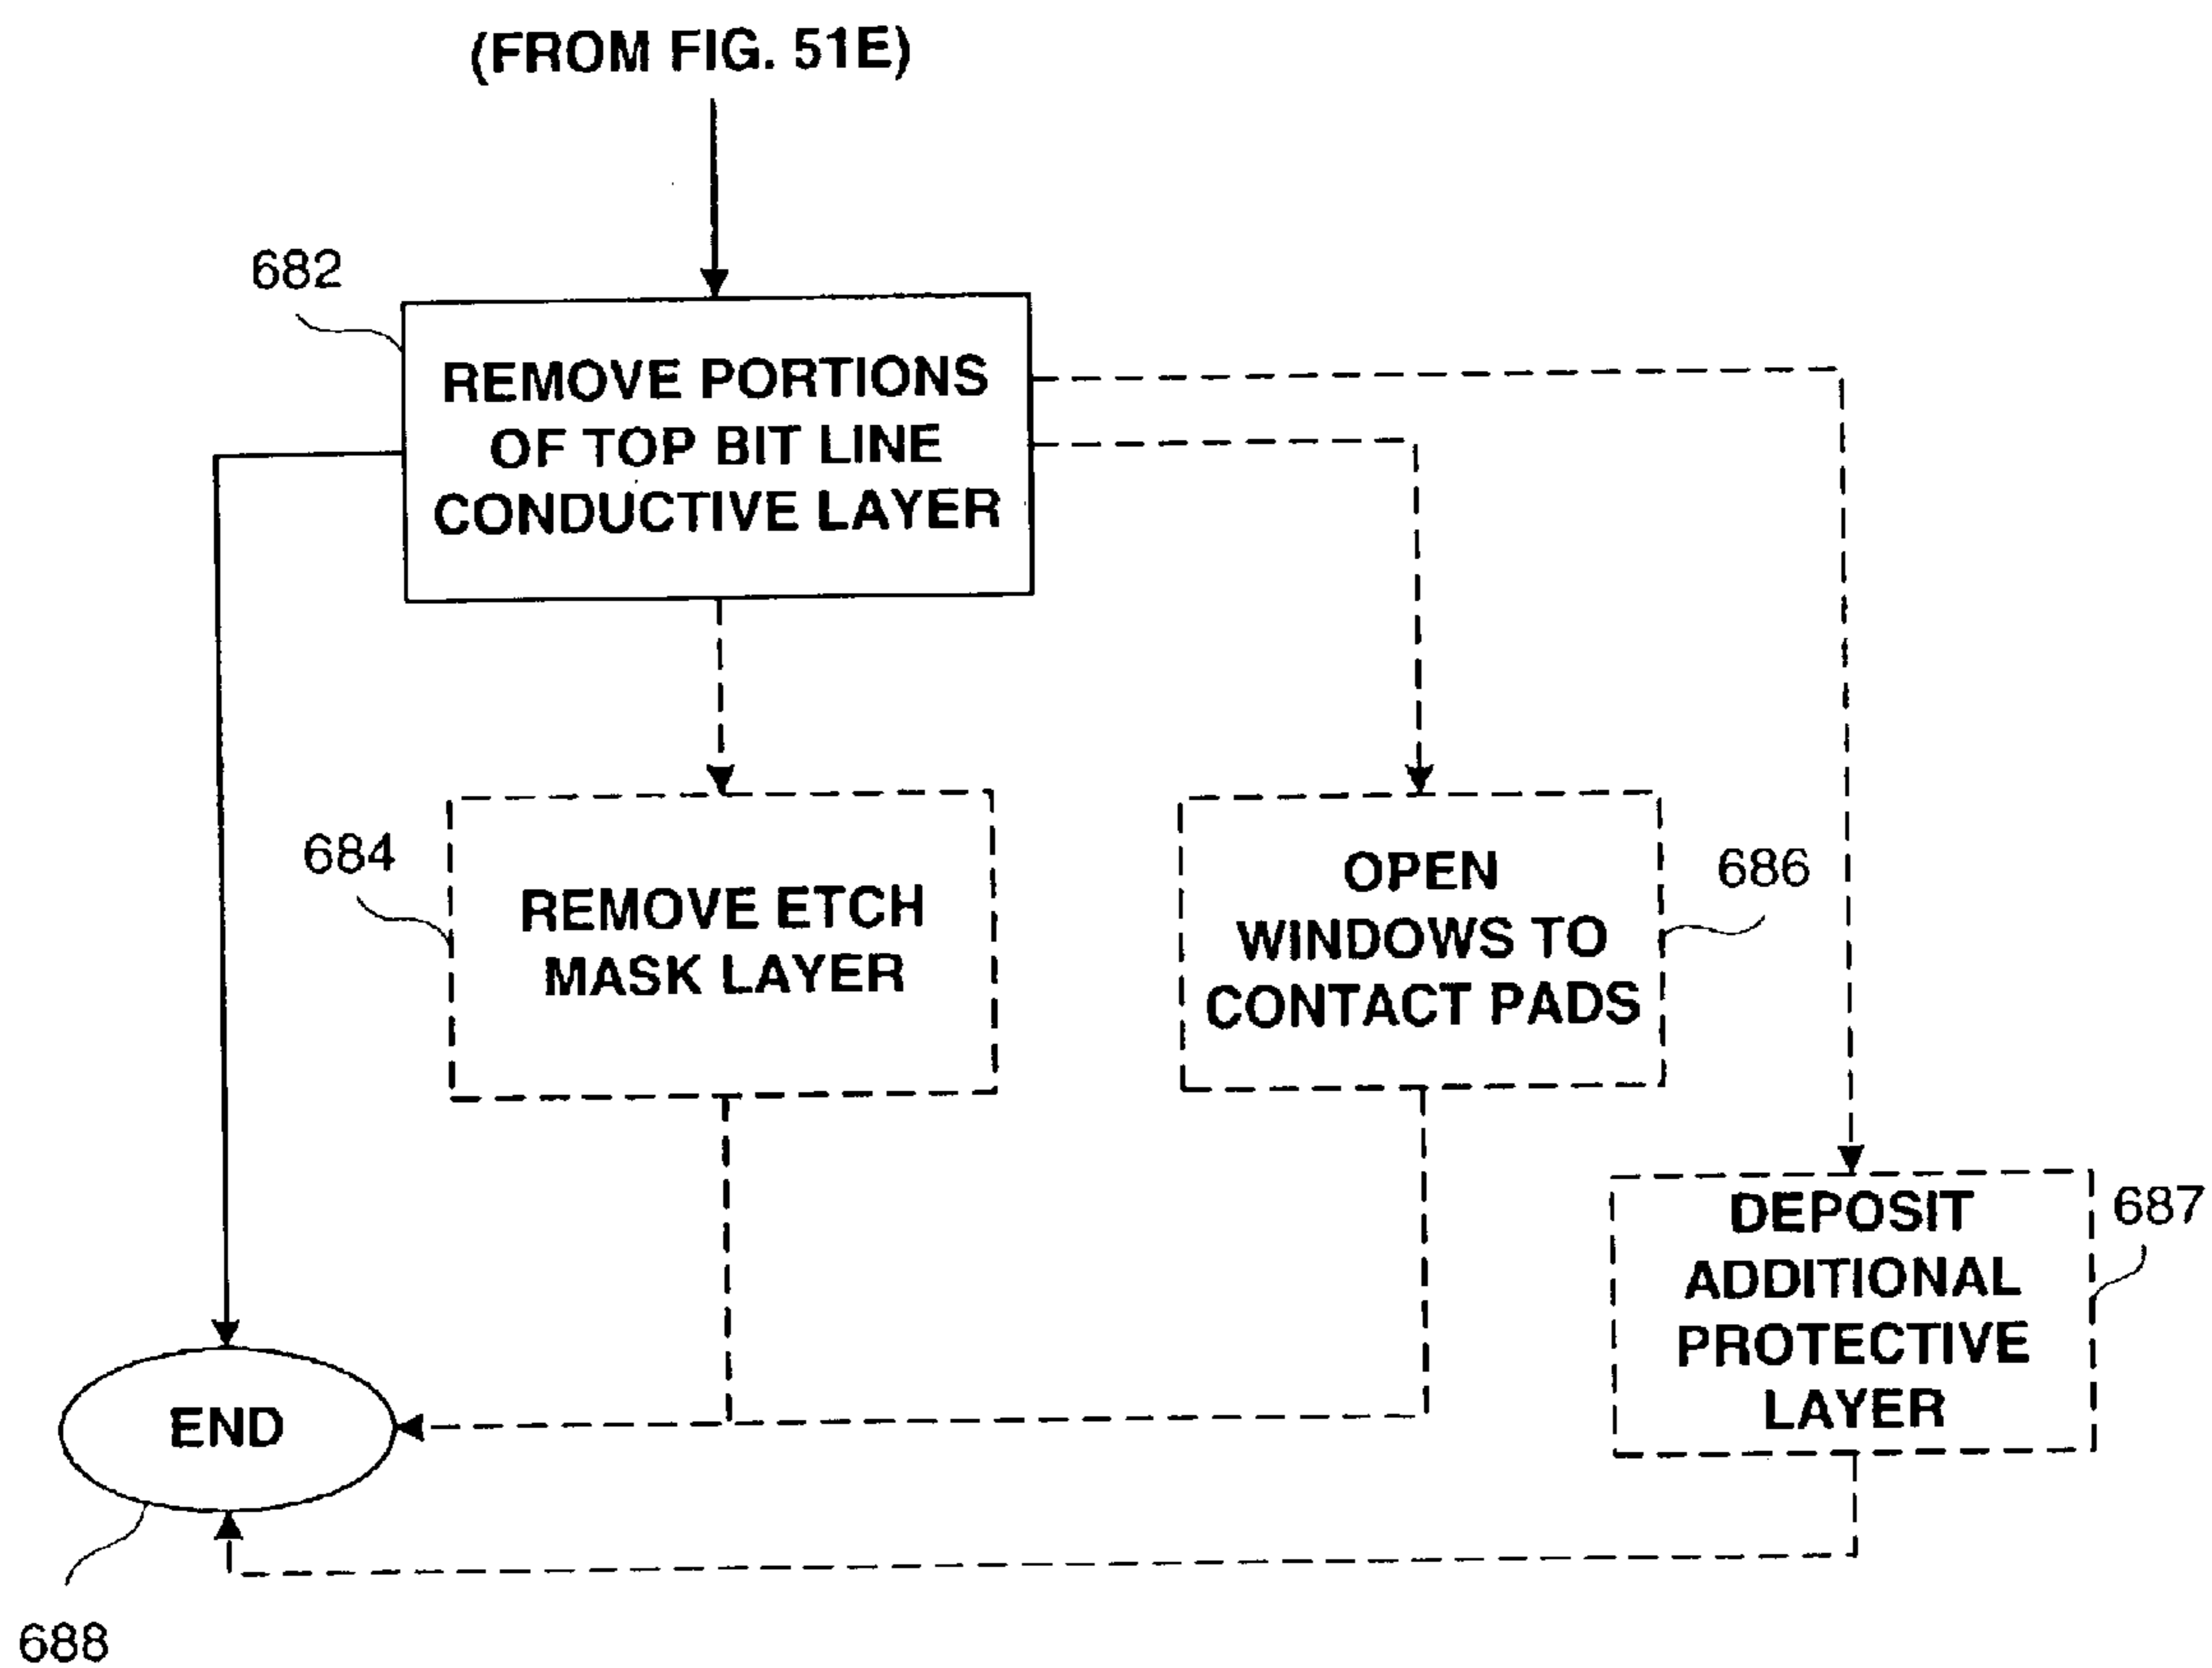 (FROM FIG. 51E)
682
REMOVE PORTIONS
OF TOP BIT LINE
CONDUCTIVE LAYER
684
REMOVE ETCH
MASK LAYER
OPEN
WINDOWS TO
CONTACT PADS
686
DEPOSIT
ADDITIONAL
PROTECTIVE
LAYER
687
END
688